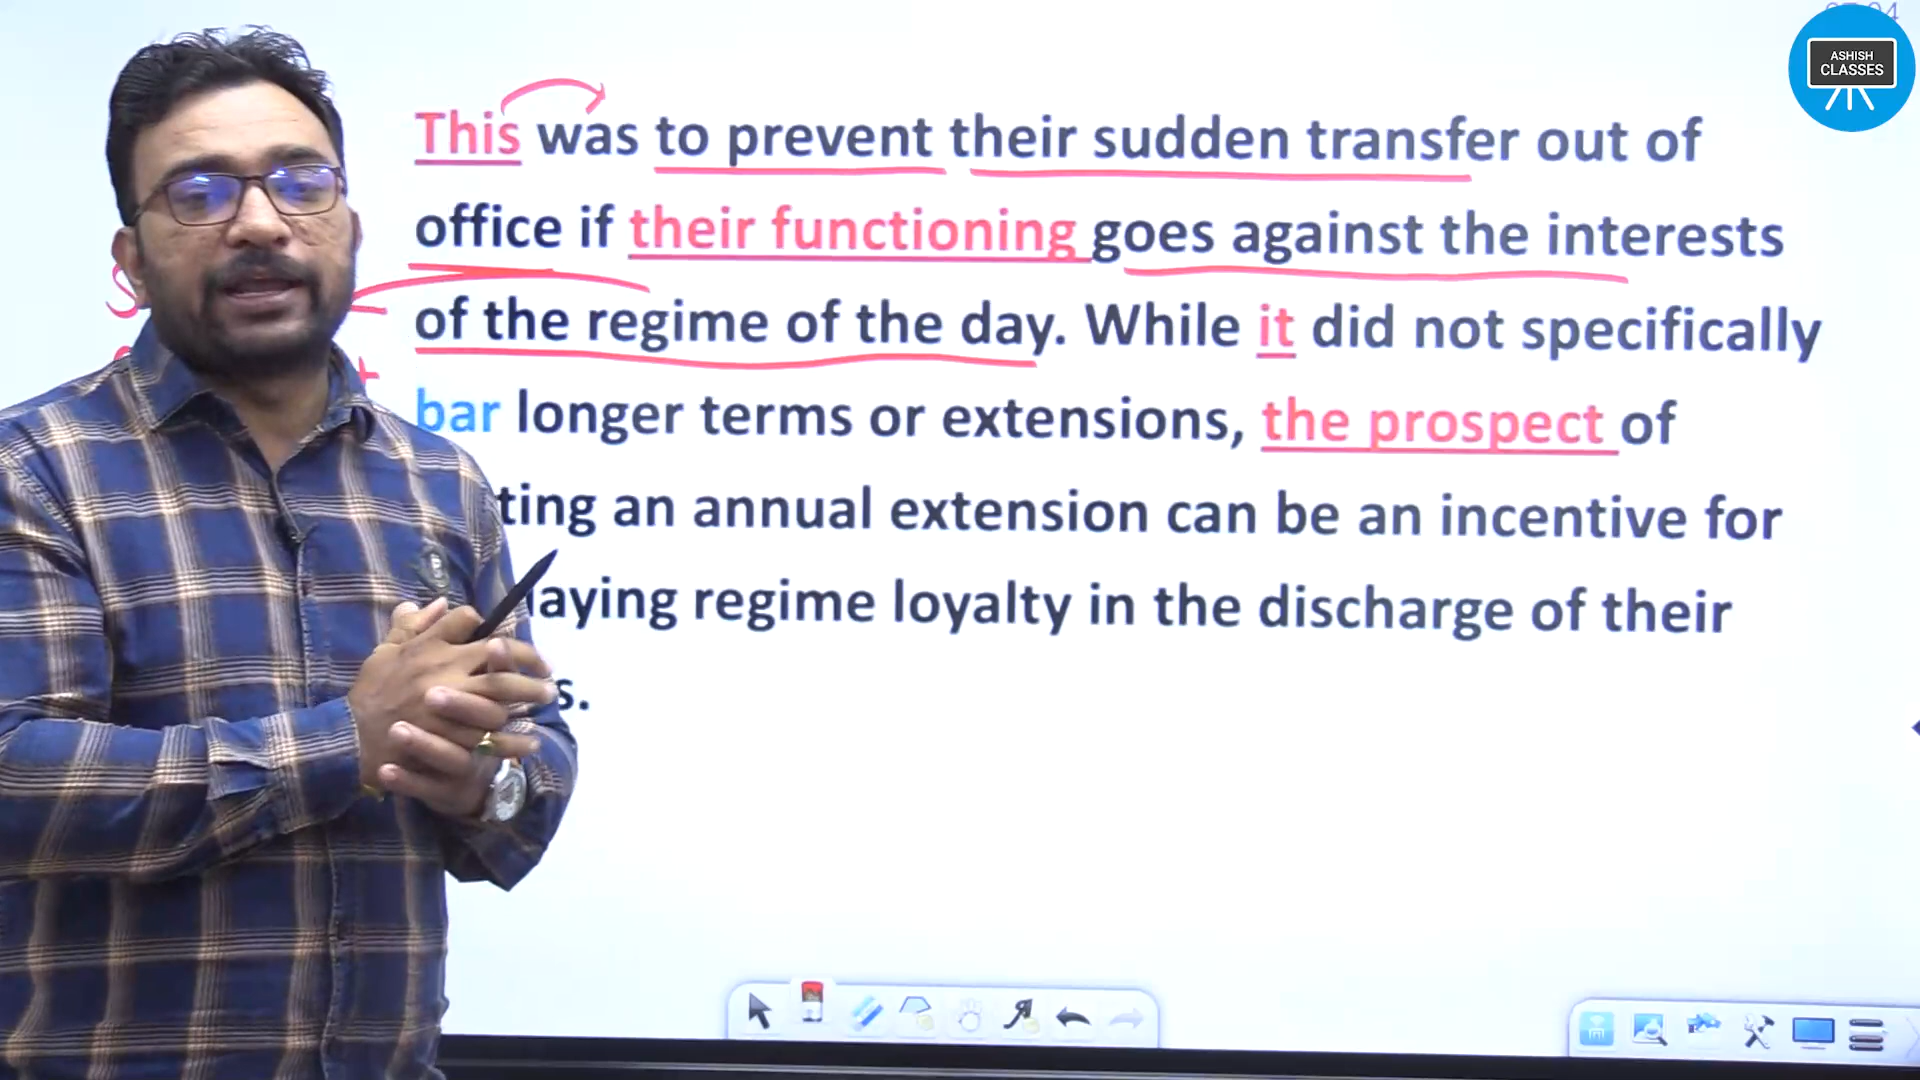 ASHISH
CLASSES
This was to prevent their sudden transfer out of
office if their functioning goes against the interests
of the regime of the day. While it did not specifically
bar longer terms or extensions, the prospect of
ting an annual extension can be an incentive for
laying regime loyalty in the discharge of their
s.